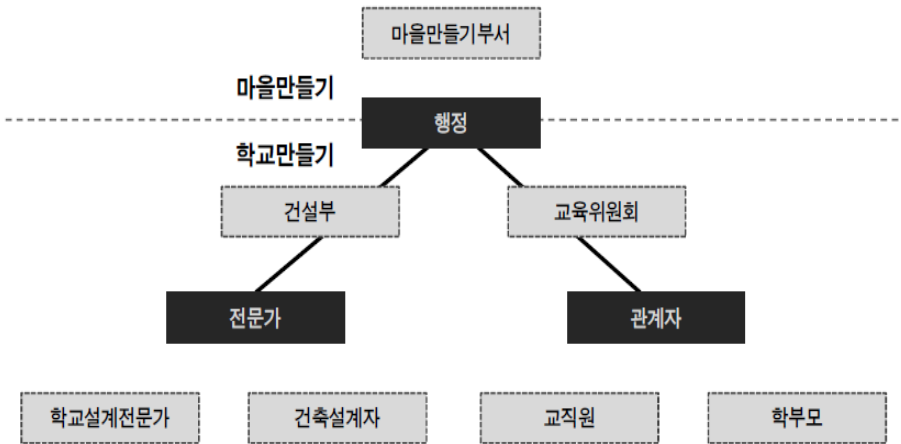 마을만들기부서
마을만들기
행정
학교만들기
건설부
교육위원회
전문가
관계자
학교설계전문가
건축설계자
교직원
학부모